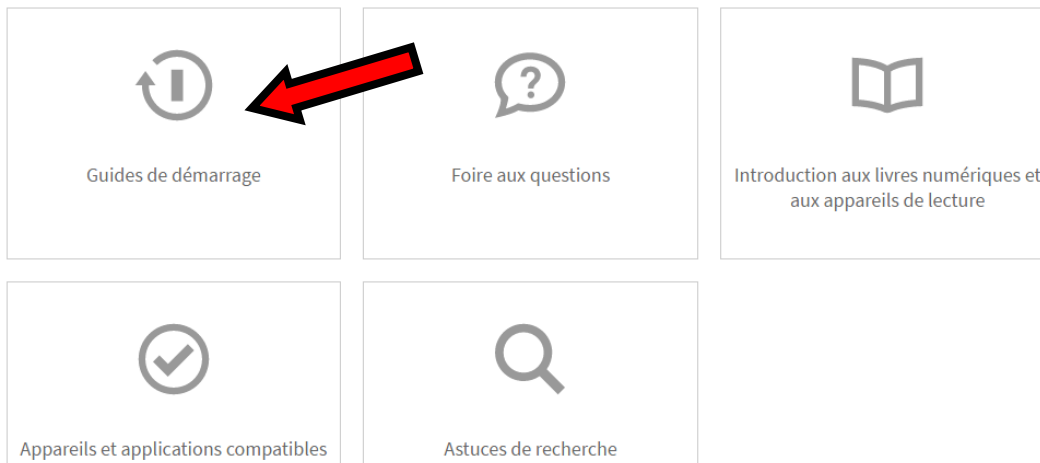 Guides de démarrage
Foire aux questions
Introduction aux livres numériques et
aux appareils de lecture
Appareils et applications compatibles
Astuces de recherche